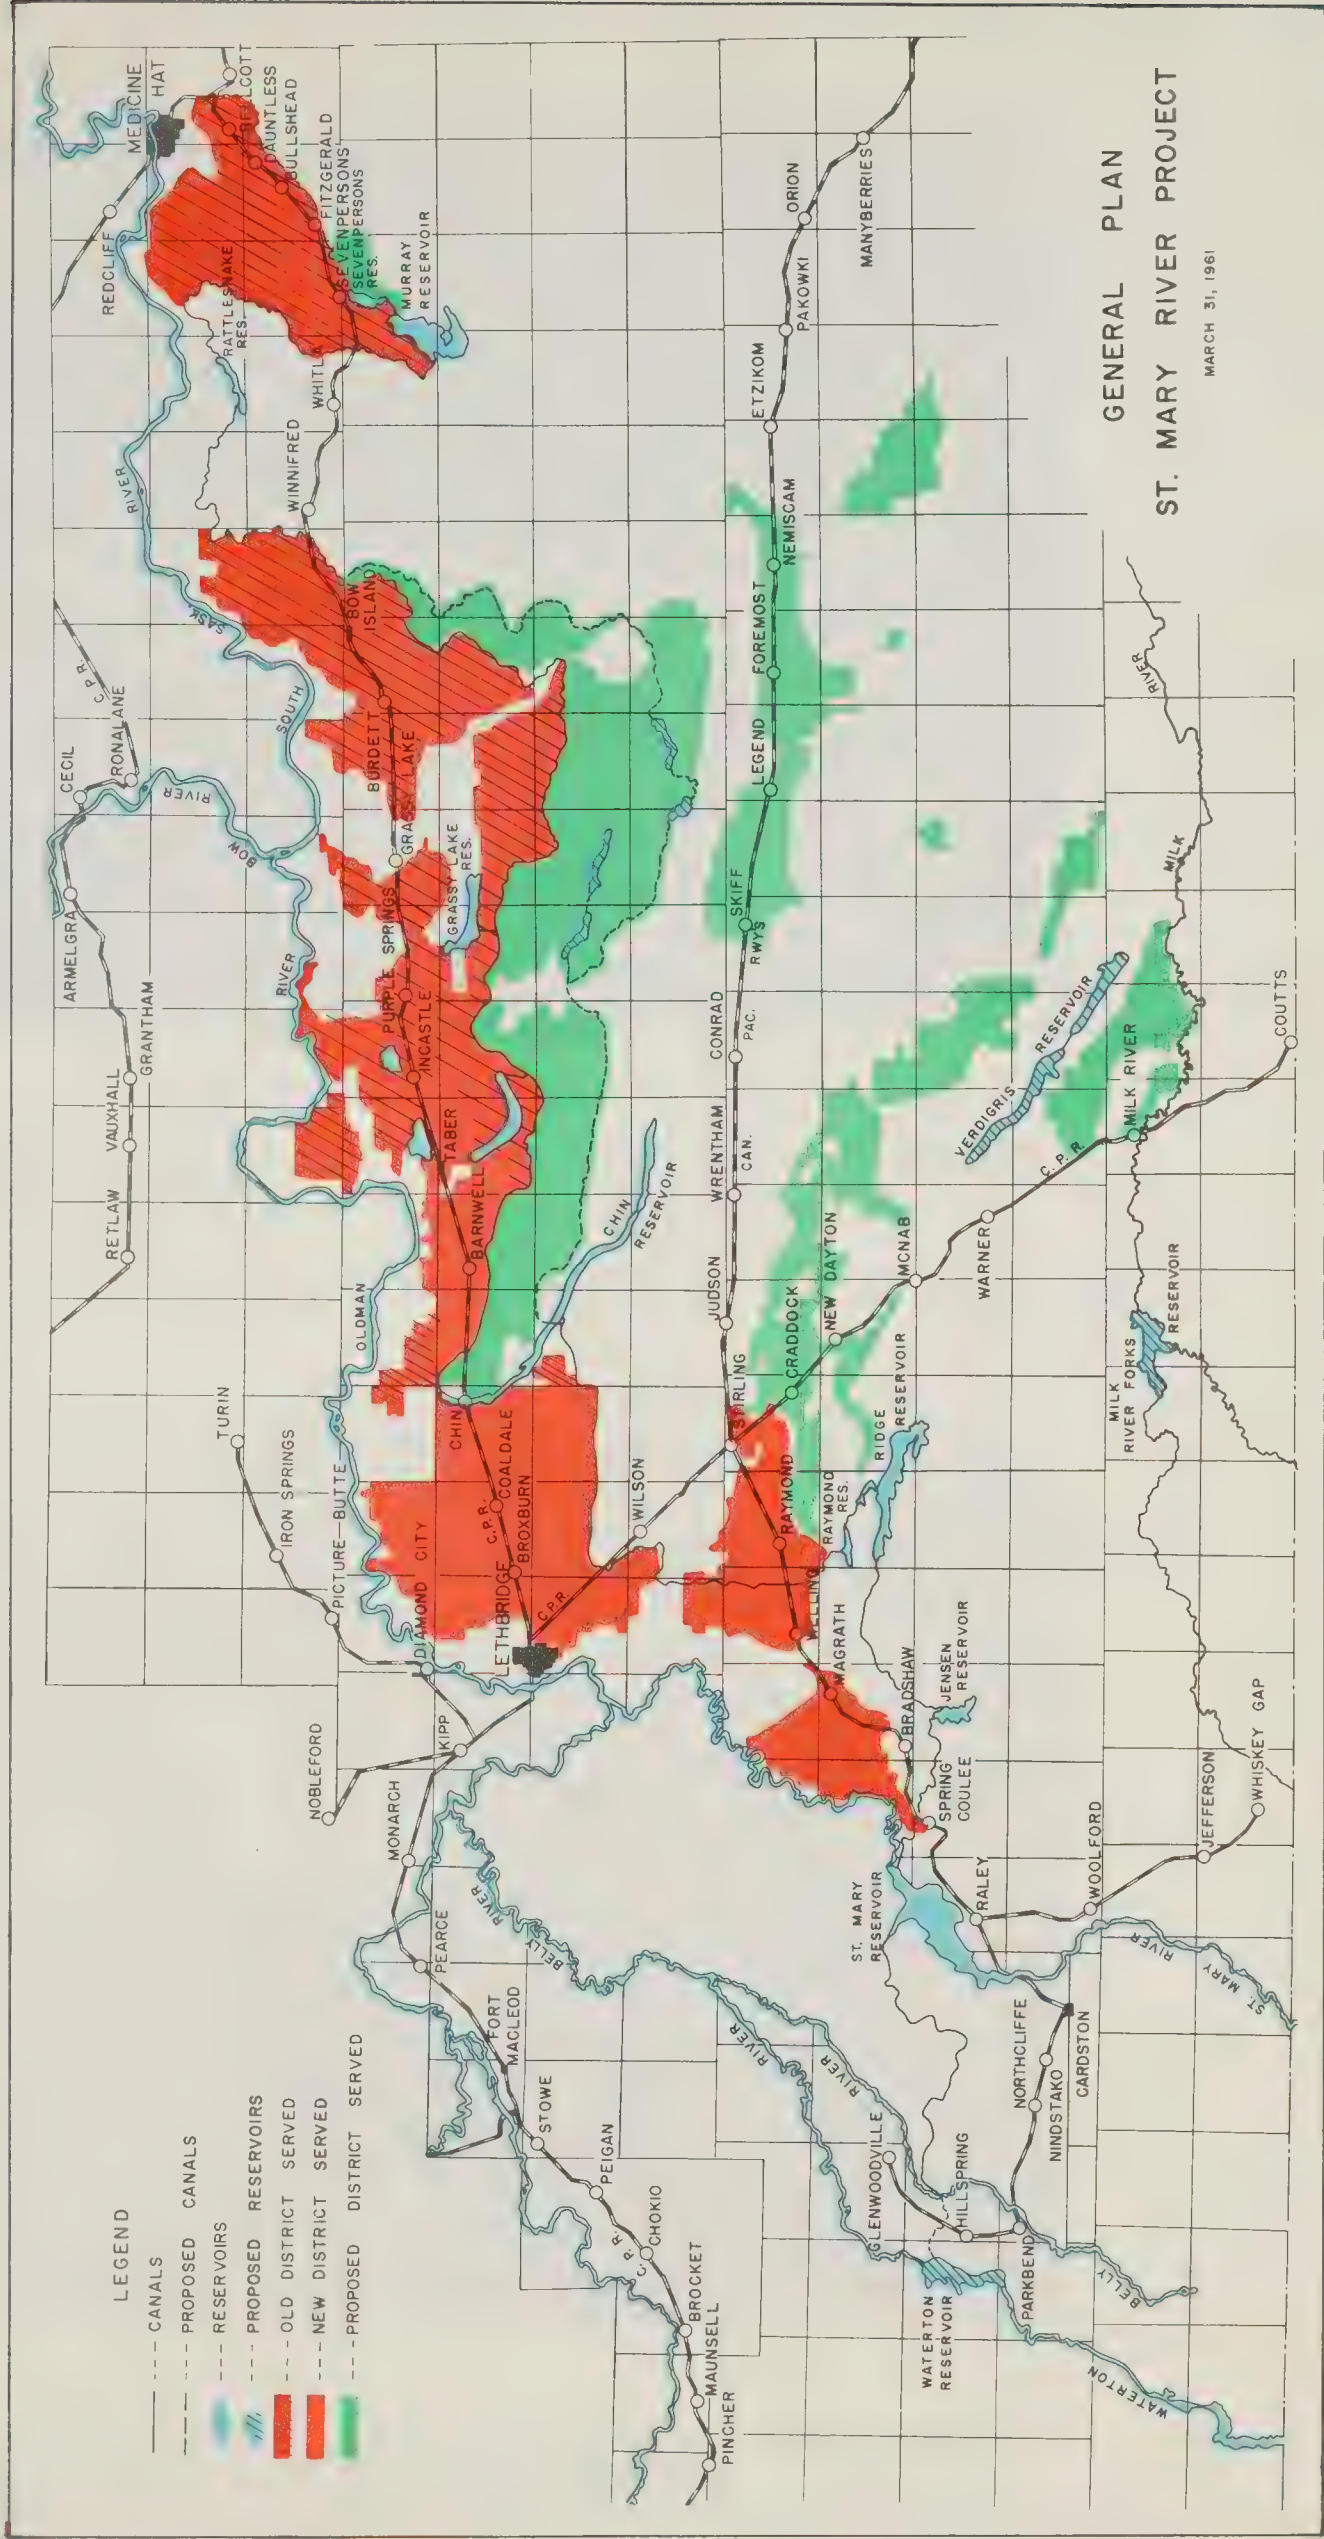 GENERAL PLAN
ST. MARY RIVER PROJECT
MARCH 31, 1961
LEGEND
CANALS
PROPOSED CANALS
RESERVOIRS
PROPOSED RESERVOIRS
OLD DISTRICT SERVED
NEW DISTRICT SERVED
PROPOSED DISTRICT SERVED
NOBLEFORD
MONARCH
KIPP
PEARCE
FORT
MACLEOD
STOWE
PEIGAN
CHOKIO
C.P.R.
BROCKET
MAUNSELL
PINCHER
RIVER
BELLY
RIVER
RIVER
GLENWOODVILLE
HILLSPRING
PARKBEND
WATERTON
RESERVOIR
BELLY
WATERTON
NORTHCLIFFE
NINDSTAKO
CARDSTON
ST. MARY
RESERVOIR
RALEY
WOOLFORD
JEFFERSON
WHISKEY GAP
RIVER
ST. MARY
SPRING
COULEE
BRADSHAW
JENSEN
RESERVOIR
MAGRATH
WELLING
RAYMOND
RAYMOND
RES.
RIDGE
RESERVOIR
STIRLING
CRADDOCK
NEW DAYTON
MCNAB
WARNER
C.P.R.
MILK RIVER
COUTTS
VERDIGRIS
RESERVOIR
MILK
RIVER FORKS
RESERVOIR
MILK
RIVER
TURIN
IRON SPRINGS
PICTURE-BUTTE
DIAMOND CITY
LETHBRIDGE
C.P.R.
BROXBURN
C.P.R.
COALDALE
CHIN
WILSON
OLDMAN
RIVER
BARNWELL
TABER
CHIN
RESERVOIR
JUDSON
WRENTHAM
CAN.
PAC.
RWYS
CONRAD
SKIFF
LEGEND
FOREMOST
NEMISCAM
ETZIKOM
PAKOWKI
ORION
MANYBERRIES
RETLAW
VAUXHALL
GRANTHAM
ARMELGRA
CECIL
RONALANE
C.P.R.
BOW
RIVER
SOUTH
SASK.
RIVER
INCASTLE
PURPLE SPRINGS
GRASSY LAKE
GRASSY LAKE
RES.
BURDETT
BOW
ISLAND
WINNIFRED
WHITLA
RATTLESNAKE
RES.
SEVENPERSONS
SEVENPERSONS
RES.
MURRAY
RESERVOIR
FITZGERALD
BULLSHEAD
DAUNTLESS
REDCLIFF
MEDICINE
HAT